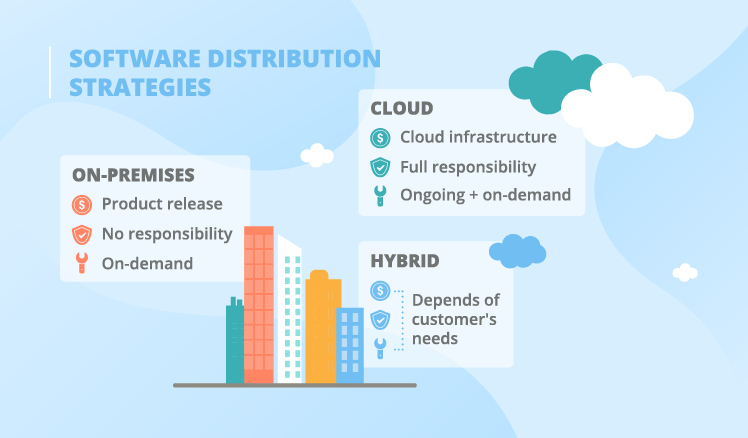 SOFTWARE DISTRIBUTION
STRATEGIES
ON-PREMISES
Product release
No responsibility
On-demand
CLOUD
Cloud infrastructure
Full responsibility
Ongoing + on-demand
HYBRID
Depends of
customer's
needs